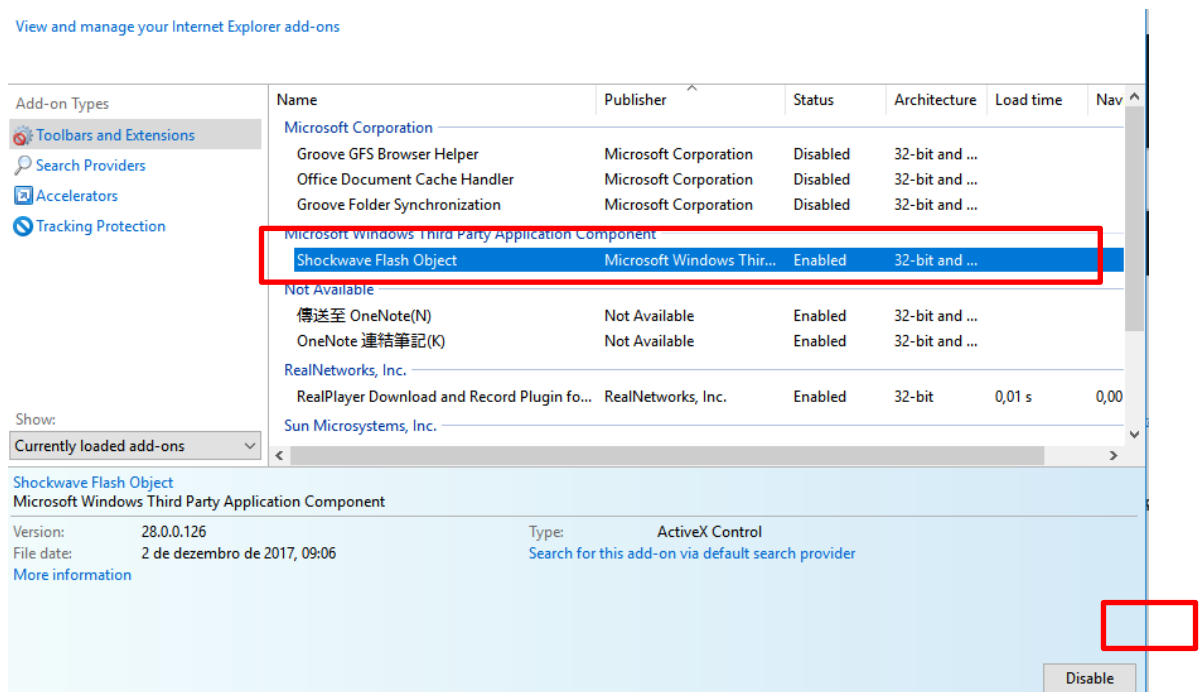 View and manage your Internet Explorer add-ons
Add-on Types
Toolbars and Extensions
Search Providers
Accelerators
Tracking Protection
Show:
Currently loaded add-ons
Name Publisher Status Architecture Load time Nav
Microsoft Corporation
Groove GFS Browser Helper Microsoft Corporation Disabled 32-bit and ...
Office Document Cache Handler Microsoft Corporation Disabled 32-bit and ...
Groove Folder Synchronization Microsoft Corporation Disabled 32-bit and ...
Microsoft Windows Third Party Application Component
Shockwave Flash Object Microsoft Windows Thir... Enabled 32-bit and ...
Not Available
傳送至 OneNote(N) Not Available Enabled 32-bit and ...
OneNote 連結筆記(K) Not Available Enabled 32-bit and ...
RealNetworks, Inc.
RealPlayer Download and Record Plugin fo... RealNetworks, Inc. Enabled 32-bit 0,01 s 0,00
Sun Microsystems, Inc.
Shockwave Flash Object
Microsoft Windows Third Party Application Component
Version: 28.0.0.126 Type: ActiveX Control
File date: 2 de dezembro de 2017, 09:06 Search for this add-on via default search provider
More information
Disable